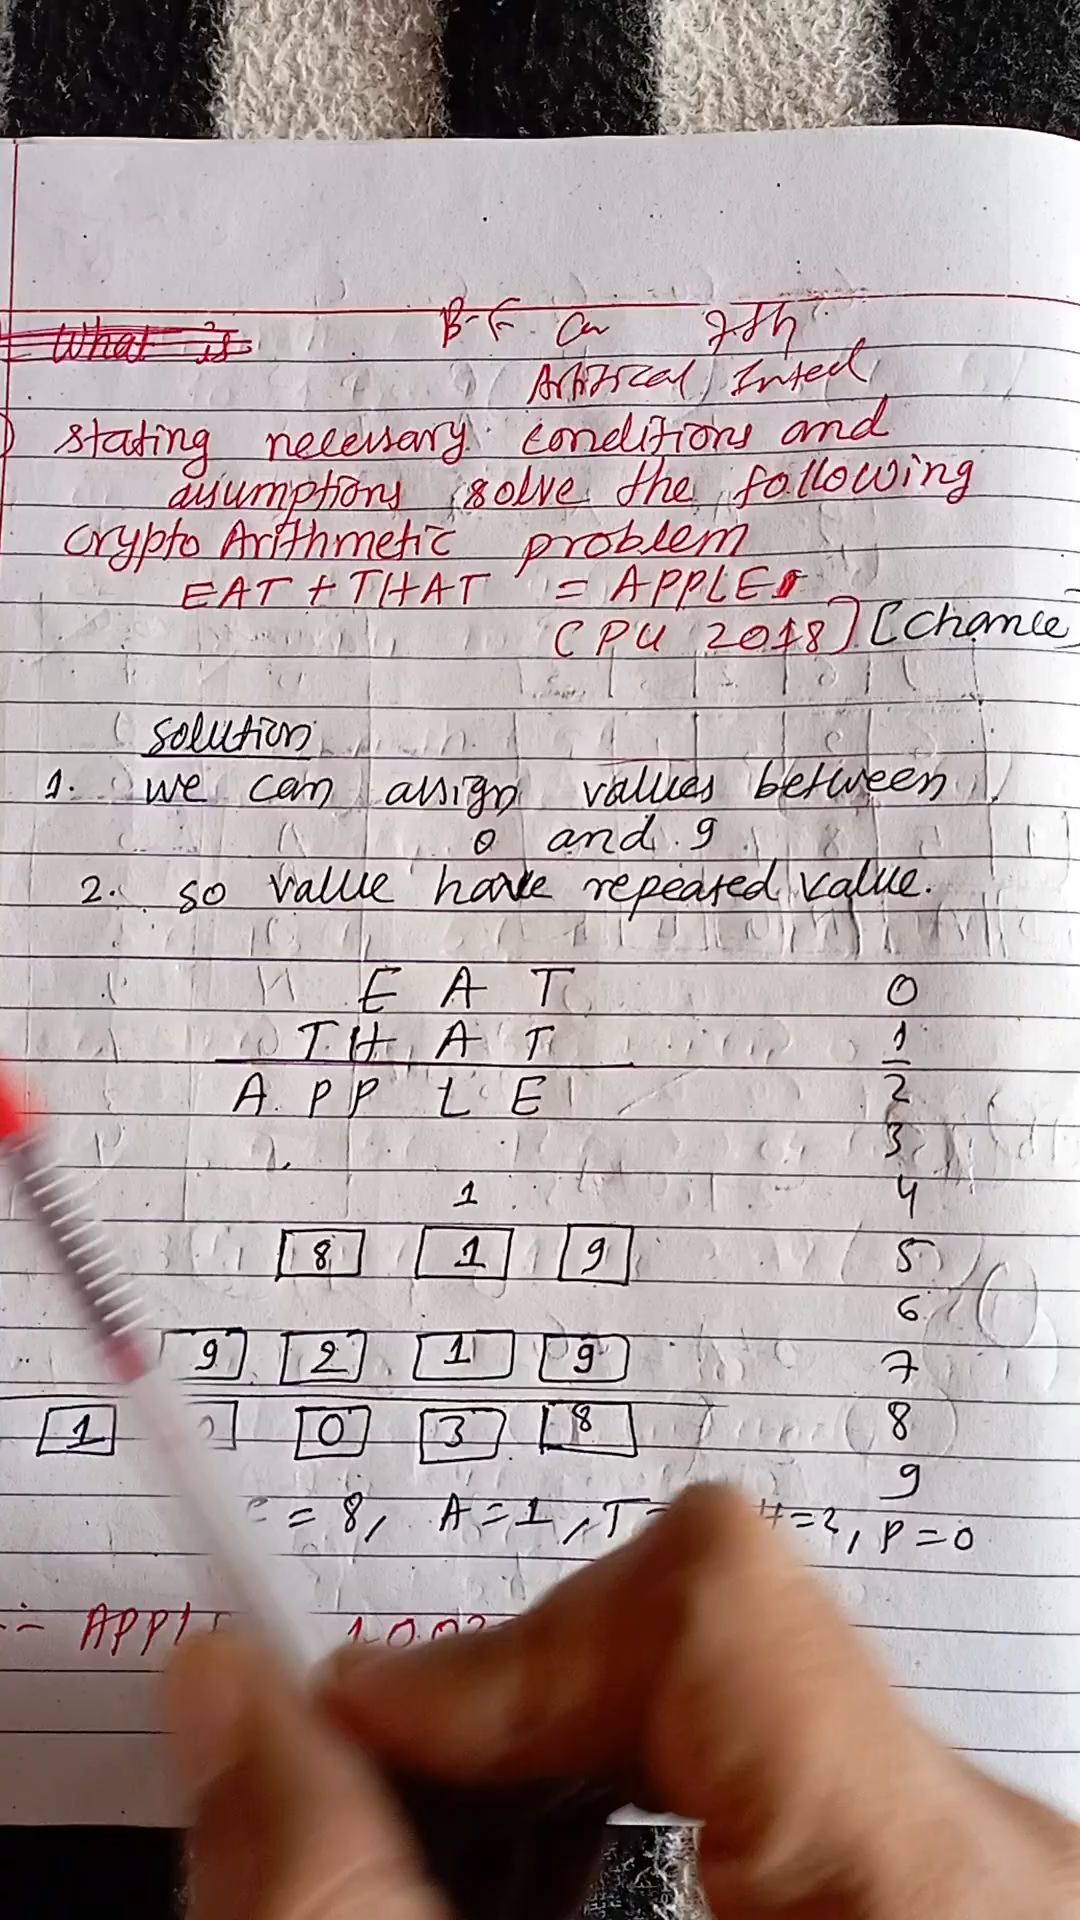 What is
7th
Artifical Intel
stating necessary conditions and
assumptions solve the following
crypto Arithmetic problem
EAT + THAT = APPLE
[PU 2018] [Chance]
solution
1. we can assign values between
0 and 9
2. so value have repeated value.
E A T 0
T H A T 1
A P P L E 2
3
1 4
8 1 9 5
6
9 2 1 9 7
1 0 3 8 8
9
= 8, A = 1, T = =2, P = 0
APPL